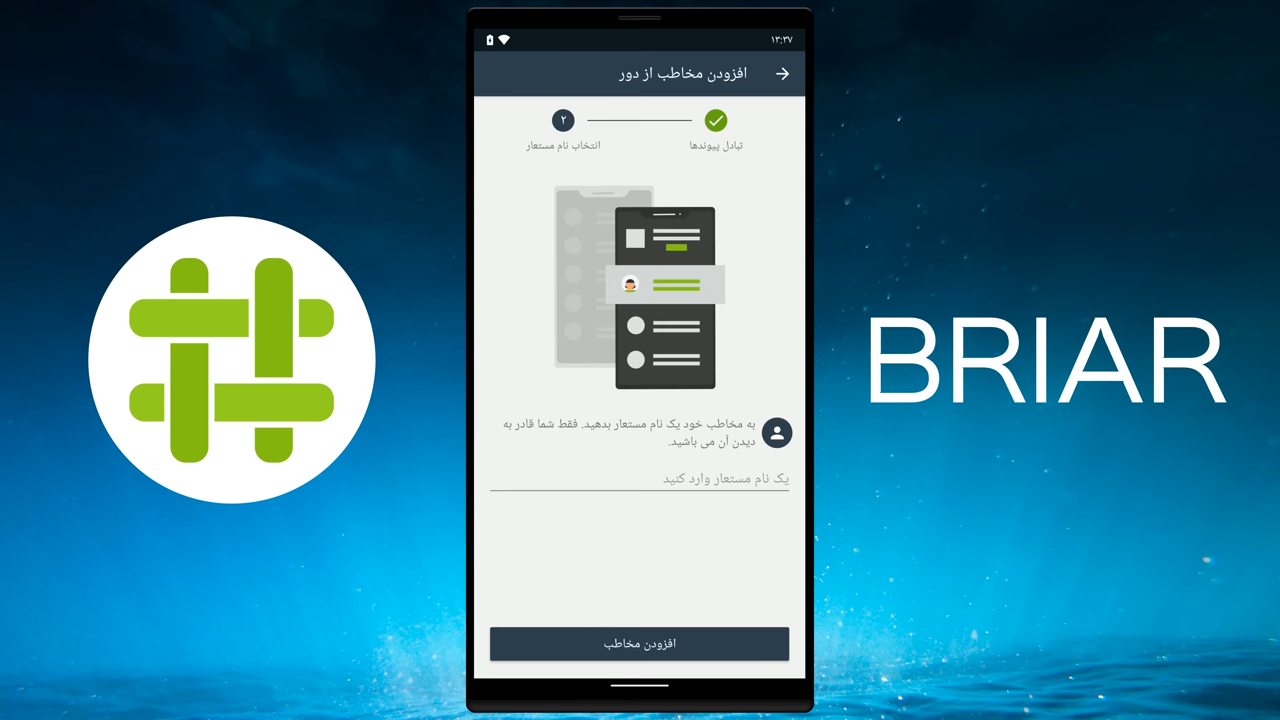 ۱۳:۳۷
افزودن مخاطب از دور
تبادل پیوندها
۲
انتخاب نام مستعار
به مخاطب خود یک نام مستعار بدهید. فقط شما قادر به
دیدن آن می باشید.
یک نام مستعار وارد کنید
افزودن مخاطب
BRIAR